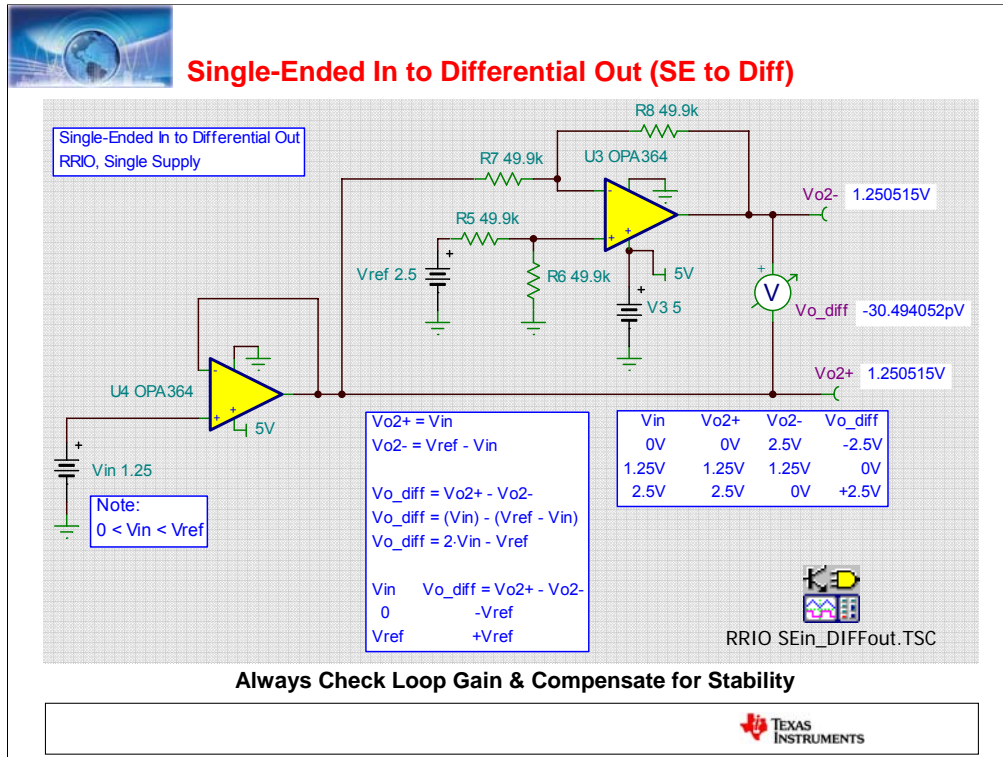 Single-Ended In to Differential Out (SE to Diff)
Single-Ended In to Differential Out
RRIO, Single Supply
R8 49.9k
R7 49.9k
U3 OPA364
-
+
+
Vo2- 1.250515V
R5 49.9k
+
Vref 2.5
R6 49.9k
5V
+
V3 5
+
V
Vo_diff -30.494052pV
Vo2+ 1.250515V
U4 OPA364
-
+
+
5V
+
Vin 1.25
Note:
0 < Vin < Vref
Vo2+ = Vin
Vo2- = Vref - Vin
Vo_diff = Vo2+ - Vo2-
Vo_diff = (Vin) - (Vref - Vin)
Vo_diff = 2·Vin - Vref
Vin Vo_diff = Vo2+ - Vo2-
0 -Vref
Vref +Vref
Vin Vo2+ Vo2- Vo_diff
0V 0V 2.5V -2.5V
1.25V 1.25V 1.25V 0V
2.5V 2.5V 0V +2.5V
RRIO SEin_DIFFout.TSC
Always Check Loop Gain & Compensate for Stability
TEXAS
INSTRUMENTS